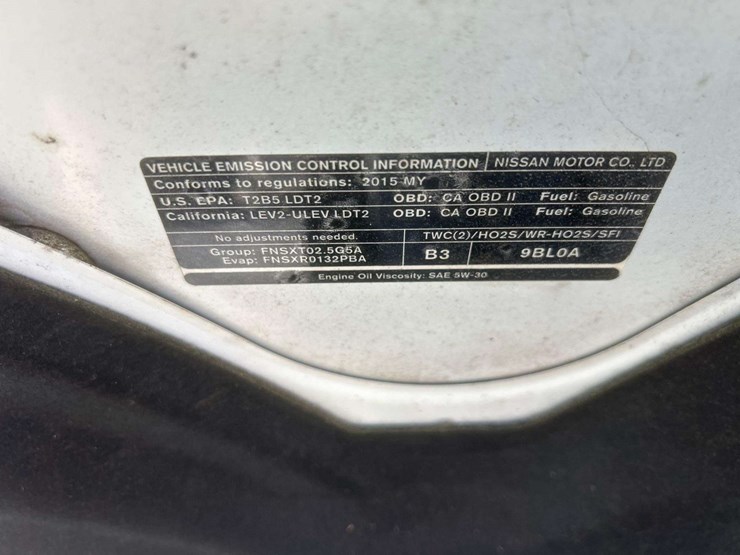 VEHICLE EMISSION CONTROL INFORMATION NISSAN MOTOR CO., LTD
Conforms to regulations: 2015 MY
U.S. EPA: T2B5 LDT2 OBD: CA OBD II Fuel: Gasoline
California: LEV2-ULEV LDT2 OBD: CA OBD II Fuel: Gasoline
No adjustments needed. TWC(2)/HO2S/WR-HO2S/SFI
Group: FNSXT02.5G5A
Evap: FNSXR0132PBA
B3 9BL0A
Engine Oil Viscosity: SAE 5W-30